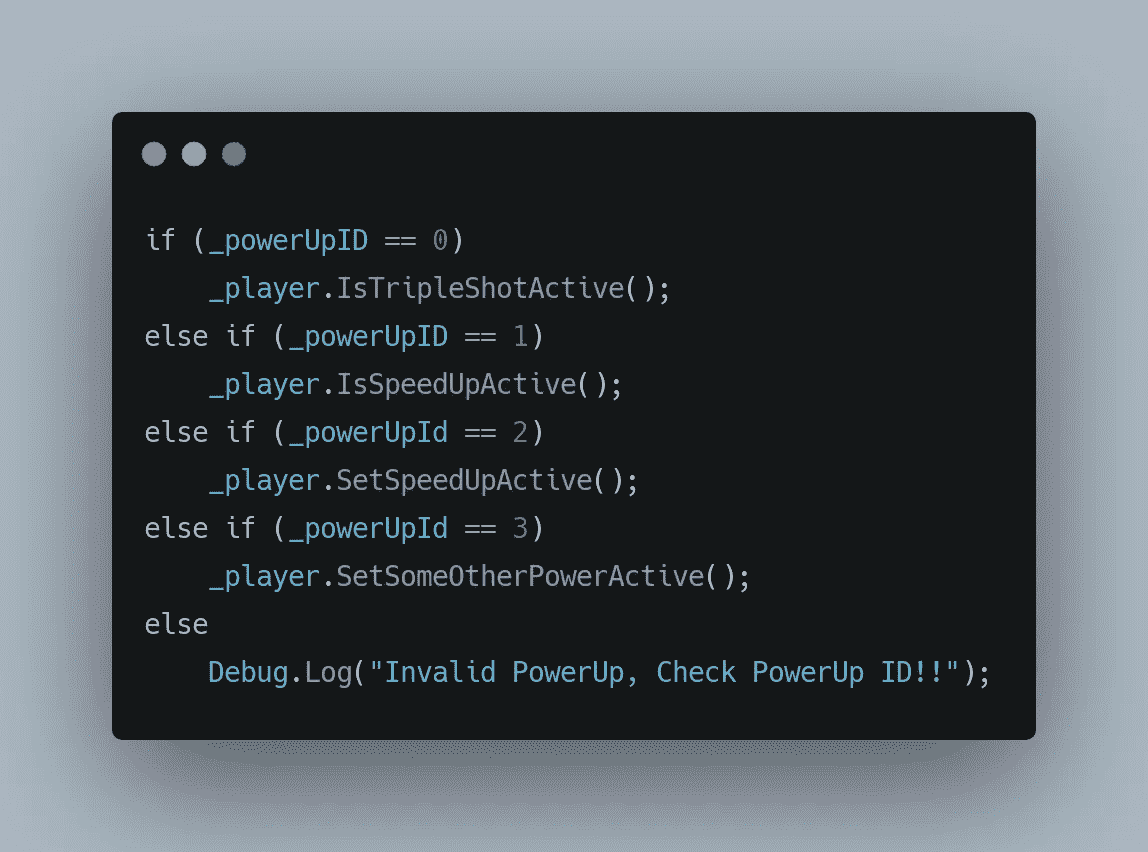 if (_powerUpID == 0)
    _player.IsTripleShotActive();
else if (_powerUpID == 1)
    _player.IsSpeedUpActive();
else if (_powerUpId == 2)
    _player.SetSpeedUpActive();
else if (_powerUpId == 3)
    _player.SetSomeOtherPowerActive();
else
    Debug.Log("Invalid PowerUp, Check PowerUp ID!!");